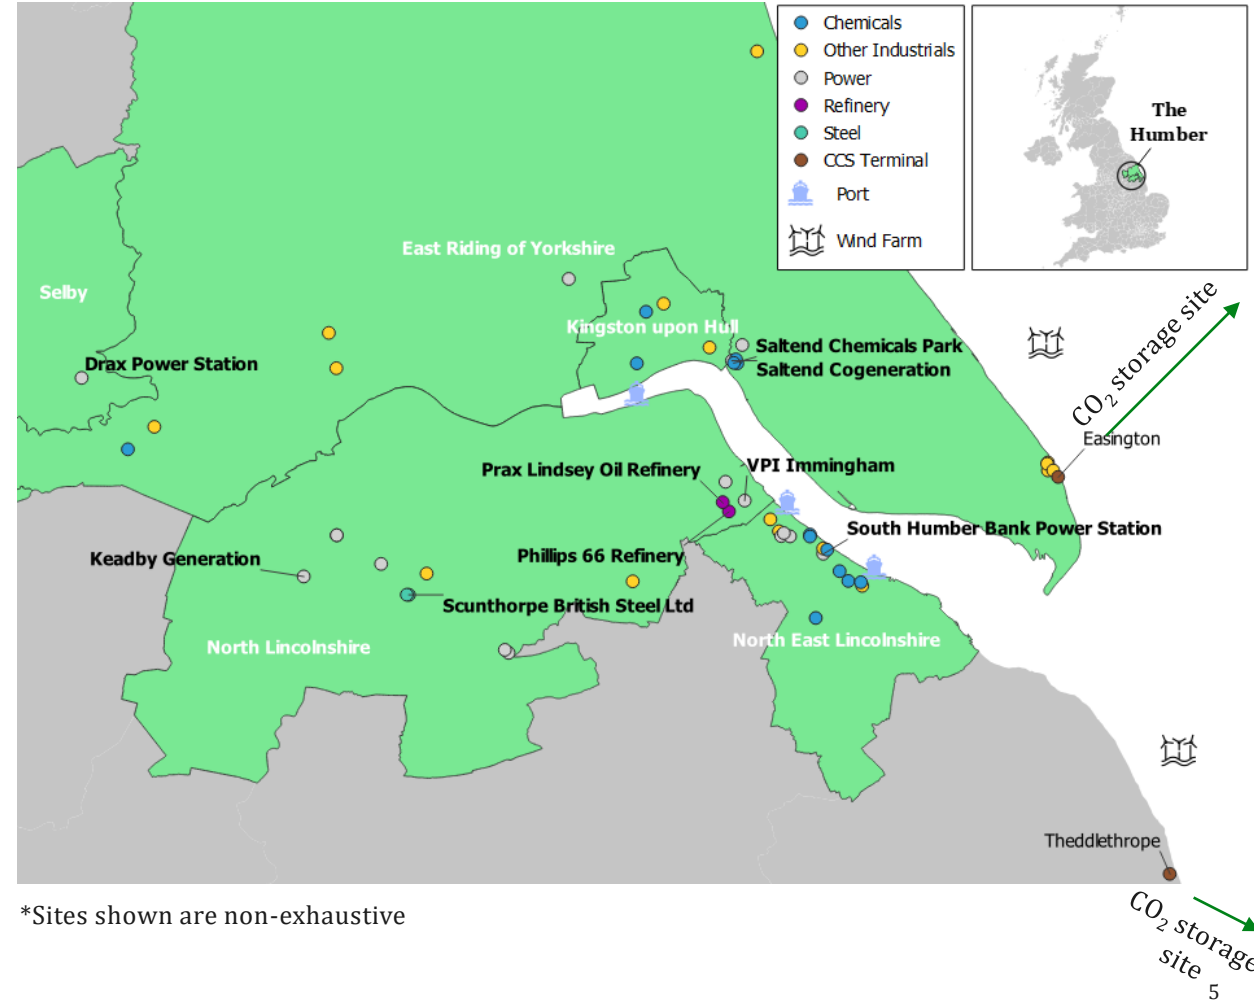 Chemicals
Other Industrials
Power
Refinery
Steel
CCS Terminal
Port
Wind Farm
The
Humber
East Riding of Yorkshire
Selby
Kingston upon Hull
Drax Power Station
Saltend Chemicals Park
Saltend Cogeneration
CO2 storage site
Easington
Prax Lindsey Oil Refinery
VPI Immingham
South Humber Bank Power Station
Keadby Generation
Phillips 66 Refinery
Scunthorpe British Steel Ltd
North Lincolnshire
North East Lincolnshire
Theddlethrope
*Sites shown are non-exhaustive
CO2 storage
site
5